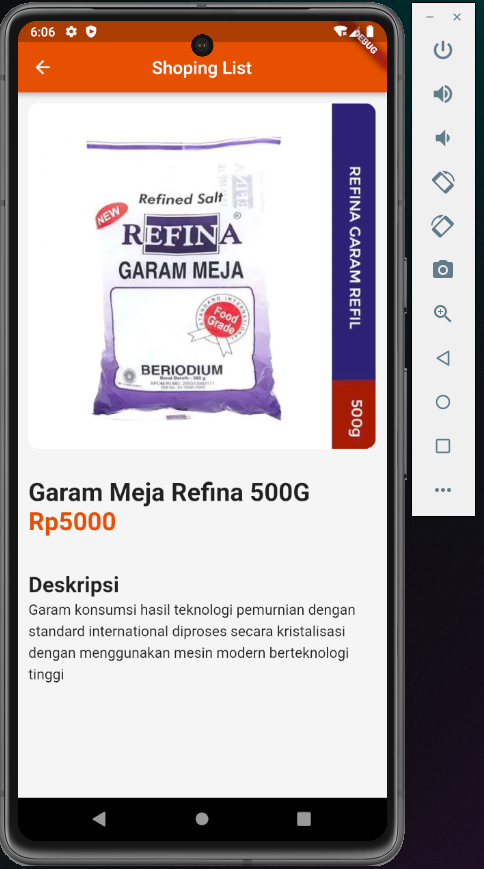 6:06
DEBUG
Shoping List
Refined Salt
NEW
REFINA
®
GARAM MEJA
STANDARD INTERNATIONAL
Food
Grade
BERIODIUM
REFINA GARAM REFIL
500g
Garam Meja Refina 500G
Rp5000
Deskripsi
Garam konsumsi hasil teknologi pemurnian dengan
standard international diproses secara kristalisasi
dengan menggunakan mesin modern berteknologi
tinggi